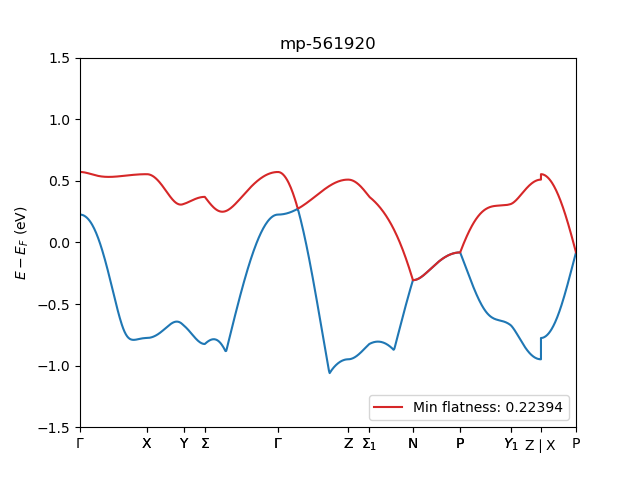 mp-561920
1.5
1.0
0.5
0.0
−0.5
−1.0
−1.5
E − E_F (eV)
Min flatness: 0.22394
Γ X Y Σ Γ Z Σ₁ N P Y₁ Z | X P